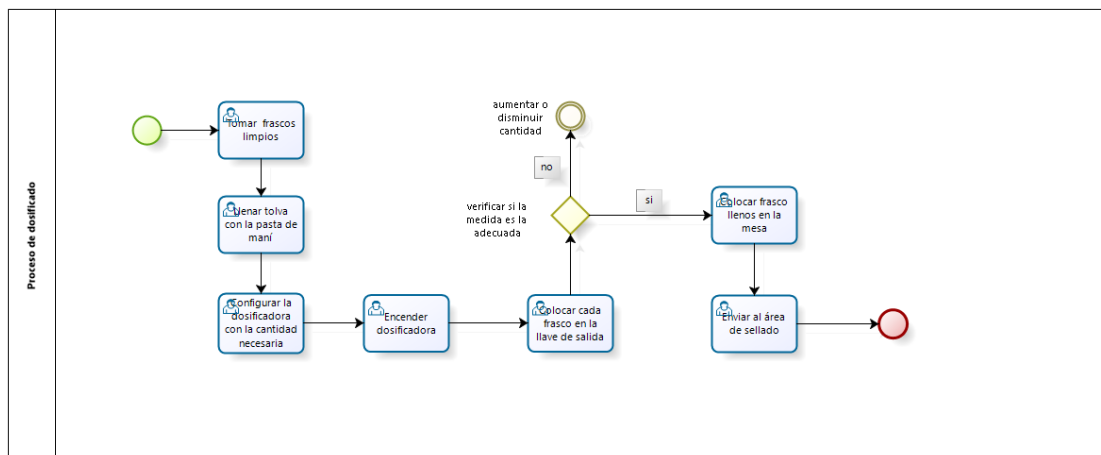 Proceso de dosificado
Tomar frascos
limpios
Llenar tolva
con la pasta de
maní
Configurar la
dosificadora
con la cantidad
necesaria
Encender
dosificadora
Colocar cada
frasco en la
llave de salida
verificar si la
medida es la
adecuada
no
aumentar o
disminuir
cantidad
si
Colocar frasco
llenos en la
mesa
Enviar al área
de sellado